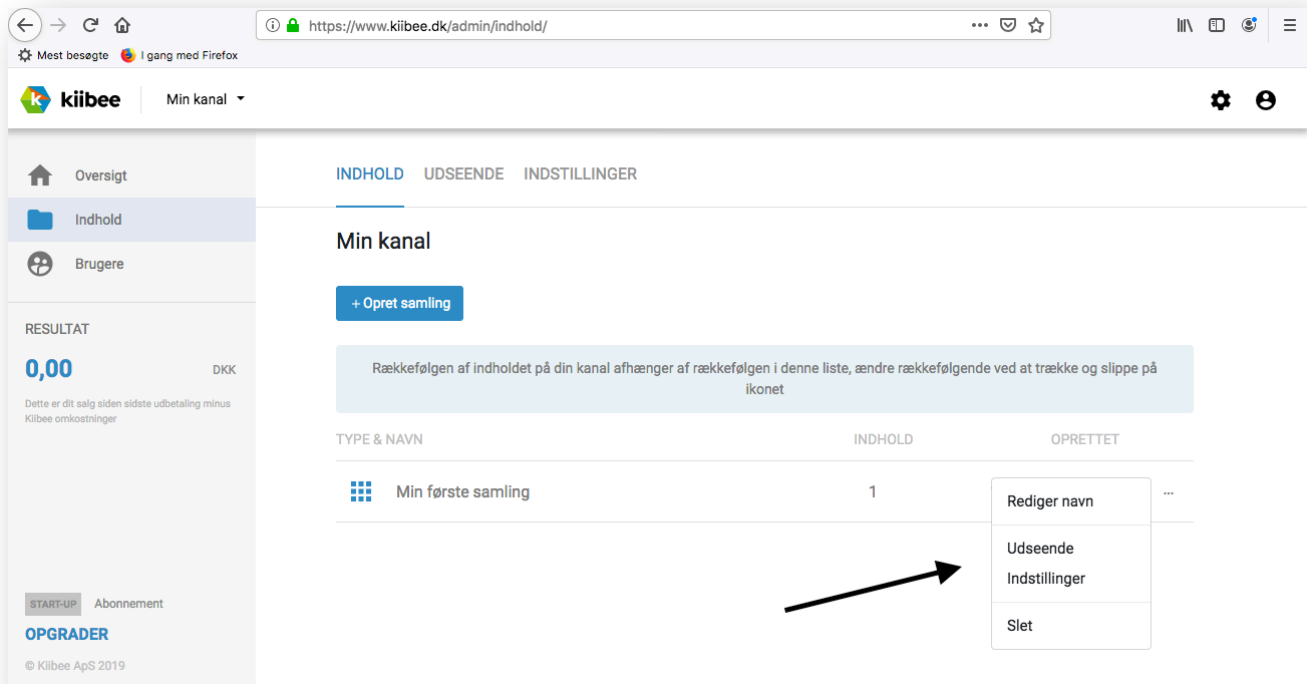 https://www.kiibee.dk/admin/indhold/
Mest besøgte I gang med Firefox
kiibee Min kanal
Oversigt
Indhold
Brugere
RESULTAT
0,00 DKK
Dette er dit salg siden sidste udbetaling minus
Kiibee omkostninger
START-UP Abonnement
OPGRADER
© Kiibee ApS 2019
INDHOLD UDSEENDE INDSTILLINGER
Min kanal
+ Opret samling
Rækkefølgen af indholdet på din kanal afhænger af rækkefølgen i denne liste, ændre rækkefølgende ved at trække og slippe på
ikonet
TYPE & NAVN INDHOLD OPRETTET
Min første samling 1 ...
Rediger navn
Udseende
Indstillinger
Slet